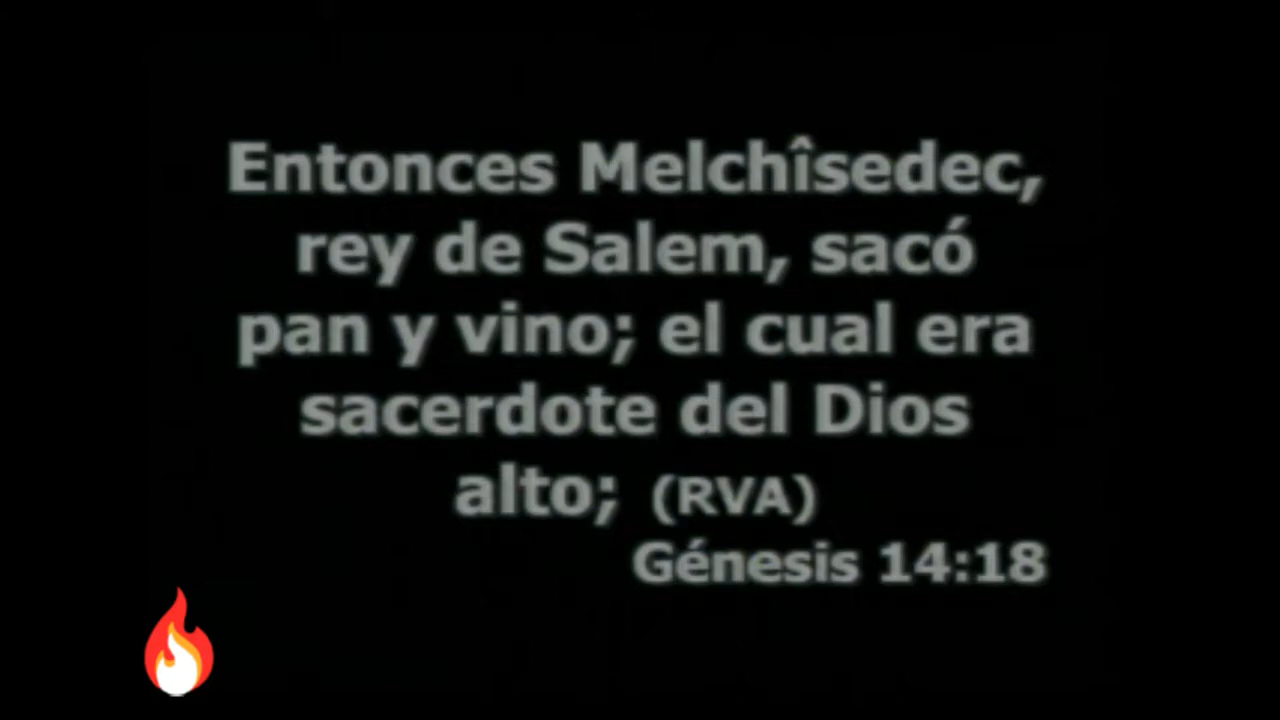 Entonces Melchîsedec,
rey de Salem, sacó
pan y vino; el cual era
sacerdote del Dios
alto; (RVA)
Génesis 14:18